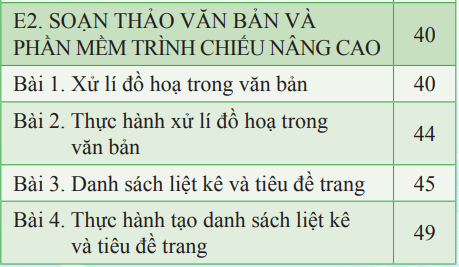 E2. SOẠN THẢO VĂN BẢN VÀ
PHẦN MỀM TRÌNH CHIẾU NÂNG CAO 40
Bài 1. Xử lí đồ hoạ trong văn bản 40
Bài 2. Thực hành xử lí đồ hoạ trong
văn bản 44
Bài 3. Danh sách liệt kê và tiêu đề trang 45
Bài 4. Thực hành tạo danh sách liệt kê
và tiêu đề trang 49